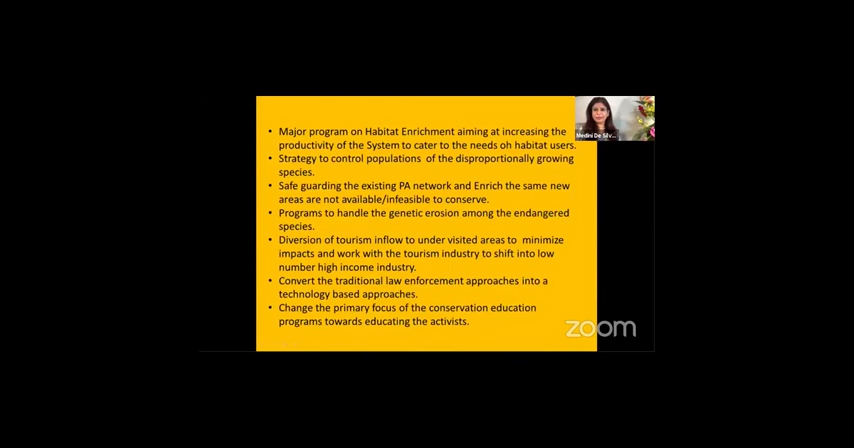 • Major program on Habitat Enrichment aiming at increasing the
productivity of the System to cater to the needs oh habitat users.
• Strategy to control populations of the disproportionally growing
species.
• Safe guarding the existing PA network and Enrich the same new
areas are not available/infeasible to conserve.
• Programs to handle the genetic erosion among the endangered
species.
• Diversion of tourism inflow to under visited areas to minimize
impacts and work with the tourism industry to shift into low
number high income industry.
• Convert the traditional law enforcement approaches into a
technology based approaches.
• Change the primary focus of the conservation education
programs towards educating the activists.
Medini De Silv...
zoom